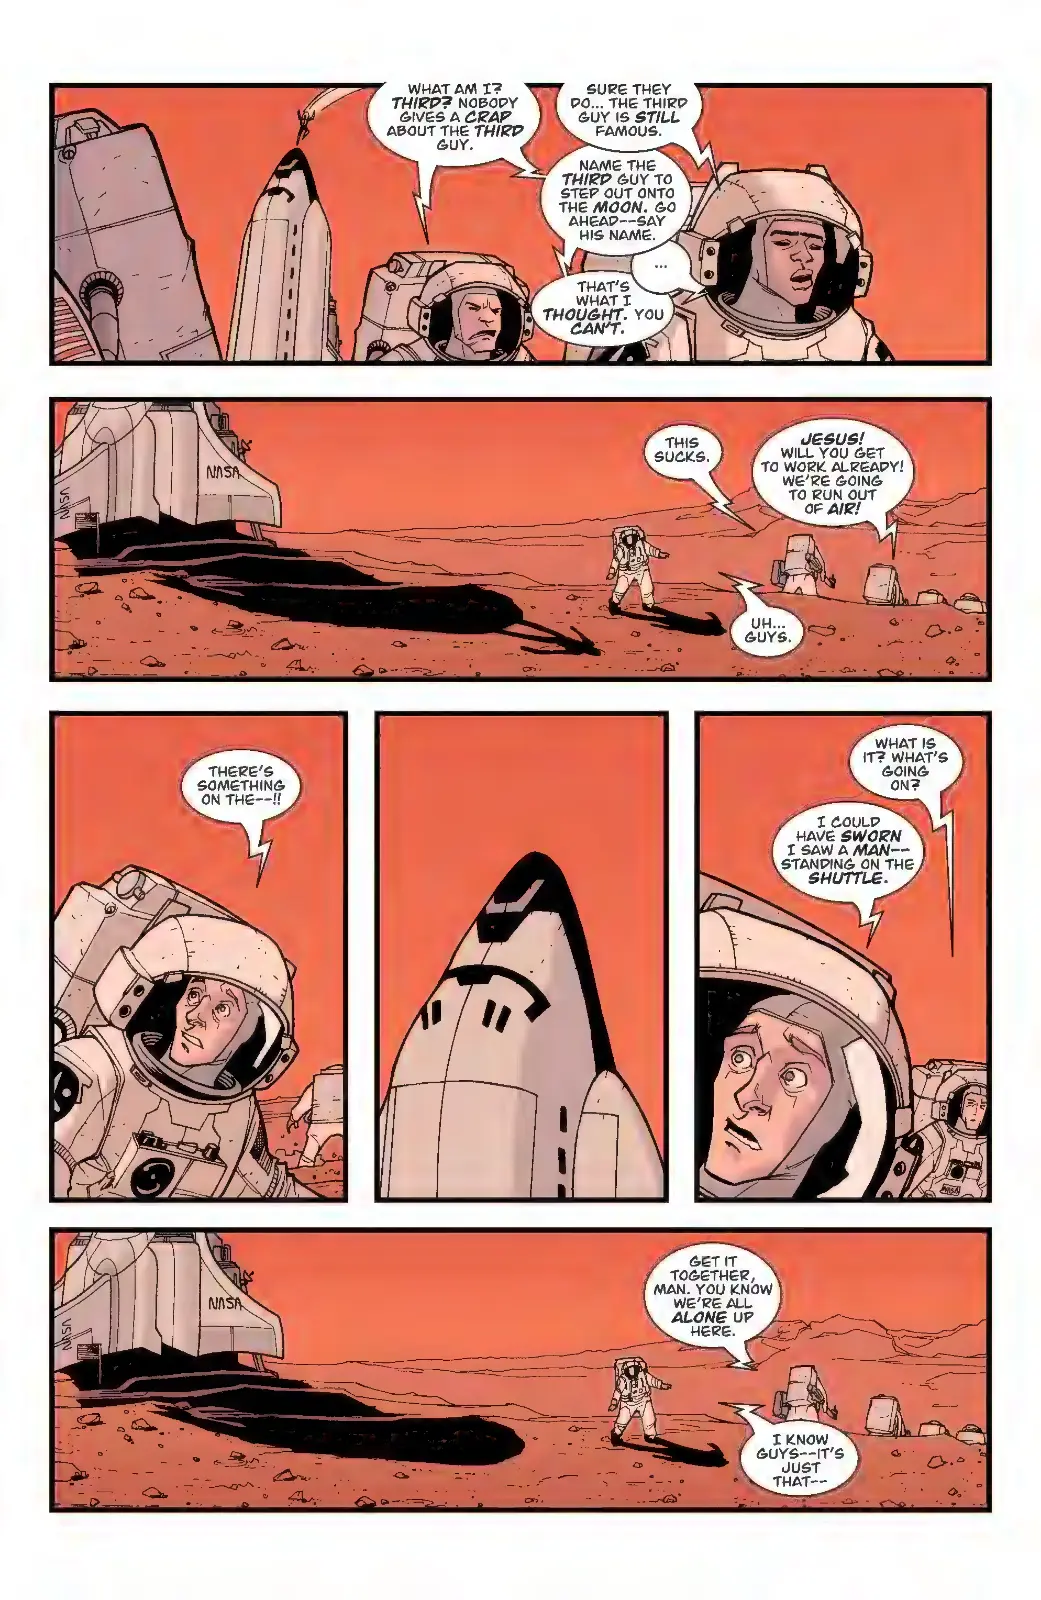 WHAT AM I?
THIRD? NOBODY
GIVES A CRAP
ABOUT THE THIRD
GUY.
SURE THEY
DO... THE THIRD
GUY IS STILL
FAMOUS.
NAME THE
THIRD GUY TO
STEP OUT ONTO
THE MOON. GO
AHEAD--SAY
HIS NAME.
...
THAT'S
WHAT I
THOUGHT. YOU
CAN'T.
THIS
SUCKS.
JESUS!
WILL YOU GET
TO WORK ALREADY!
WE'RE GOING
TO RUN OUT
OF AIR!
NASA
NASA
UH...
GUYS.
THERE'S
SOMETHING
ON THE--!!
WHAT IS
IT? WHAT'S
GOING
ON?
I COULD
HAVE SWORN
I SAW A MAN--
STANDING ON THE
SHUTTLE.
NASA
GET IT
TOGETHER,
MAN. YOU KNOW
WE'RE ALL
ALONE UP
HERE.
NASA
NASA
I KNOW
GUYS--IT'S
JUST
THAT--